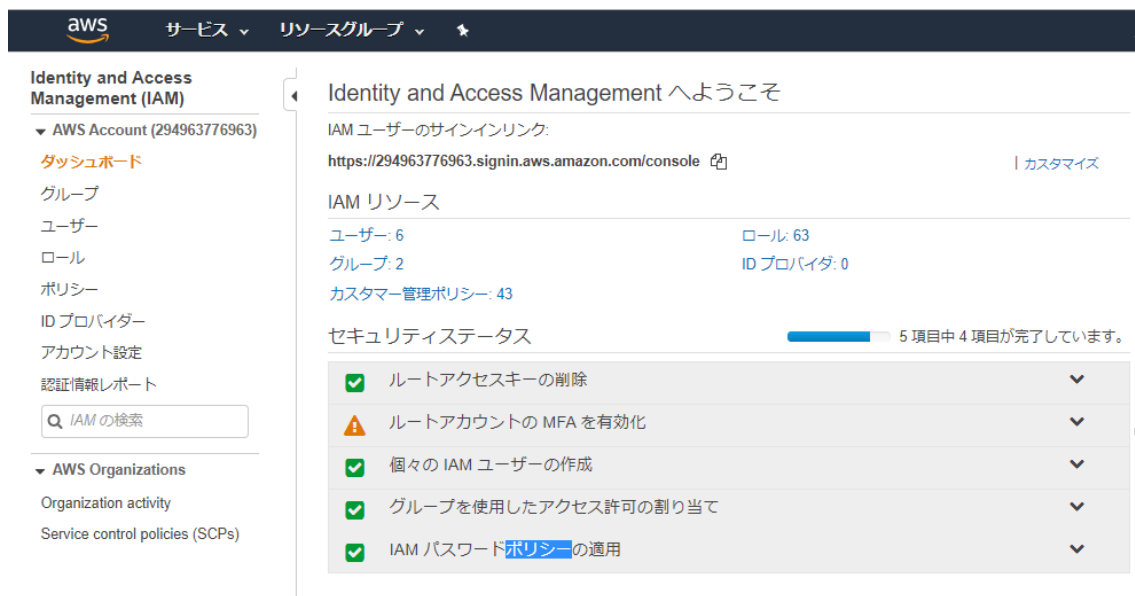 aws サービス リソースグループ
Identity and Access
Management (IAM)
AWS Account (294963776963)
ダッシュボード
グループ
ユーザー
ロール
ポリシー
ID プロバイダー
アカウント設定
認証情報レポート
IAM の検索
AWS Organizations
Organization activity
Service control policies (SCPs)
Identity and Access Management へようこそ
IAM ユーザーのサインインリンク:
https://294963776963.signin.aws.amazon.com/console
カスタマイズ
IAM リソース
ユーザー: 6 ロール: 63
グループ: 2 ID プロバイダ: 0
カスタマー管理ポリシー: 43
セキュリティステータス 5 項目中 4 項目が完了しています。
ルートアクセスキーの削除
ルートアカウントの MFA を有効化
個々の IAM ユーザーの作成
グループを使用したアクセス許可の割り当て
IAM パスワードポリシーの適用